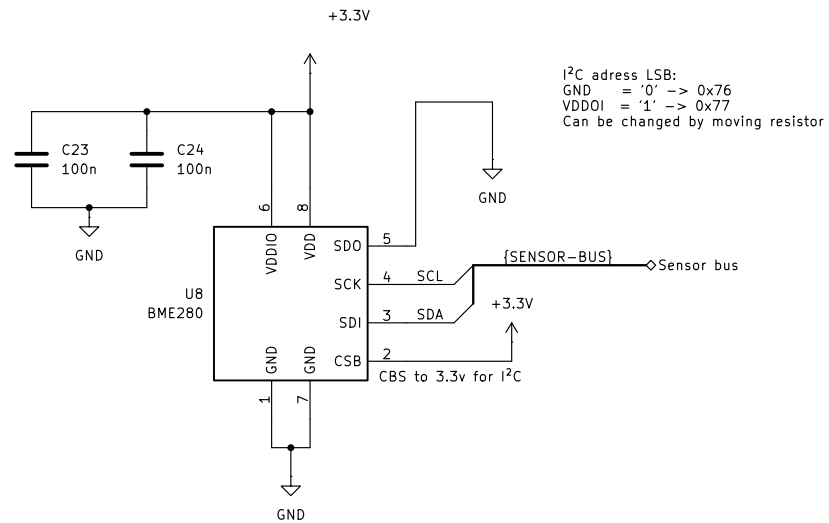 +3.3V
I²C adress LSB:
GND = '0' -> 0x76
VDDOI = '1' -> 0x77
Can be changed by moving resistor
C23
100n
C24
100n
GND
GND
6
8
VDDIO
VDD
SDO
5
SCK
4
SCL
{SENSOR-BUS}
Sensor bus
U8
BME280
SDI
3
SDA
+3.3V
CSB
2
CBS to 3.3v for I²C
GND
GND
1
7
GND